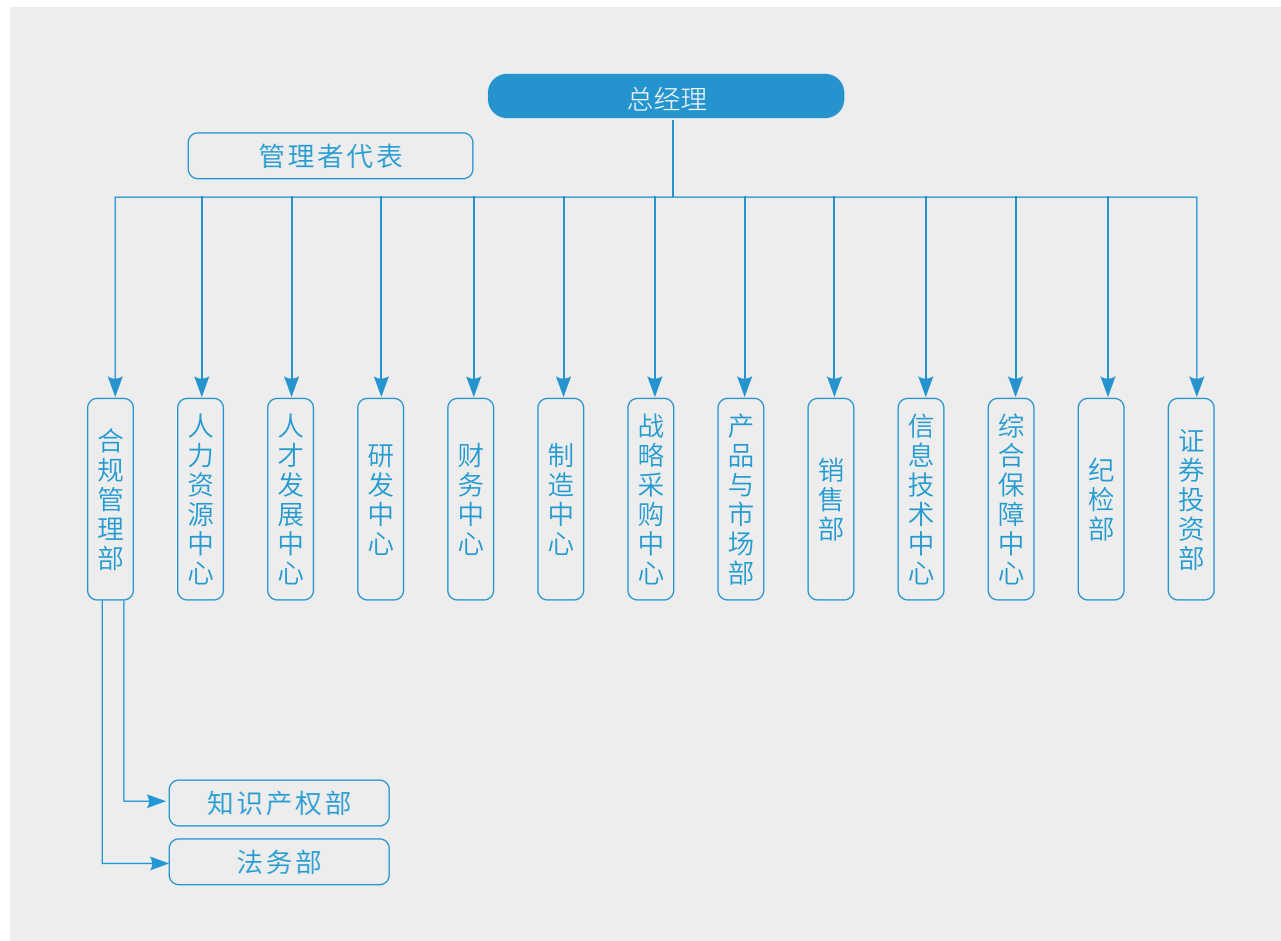 总经理
管理者代表
合规管理部
人力资源中心
人才发展中心
研发中心
财务中心
制造中心
战略采购中心
产品与市场部
销售部
信息技术中心
综合保障中心
纪检部
证券投资部
知识产权部
法务部